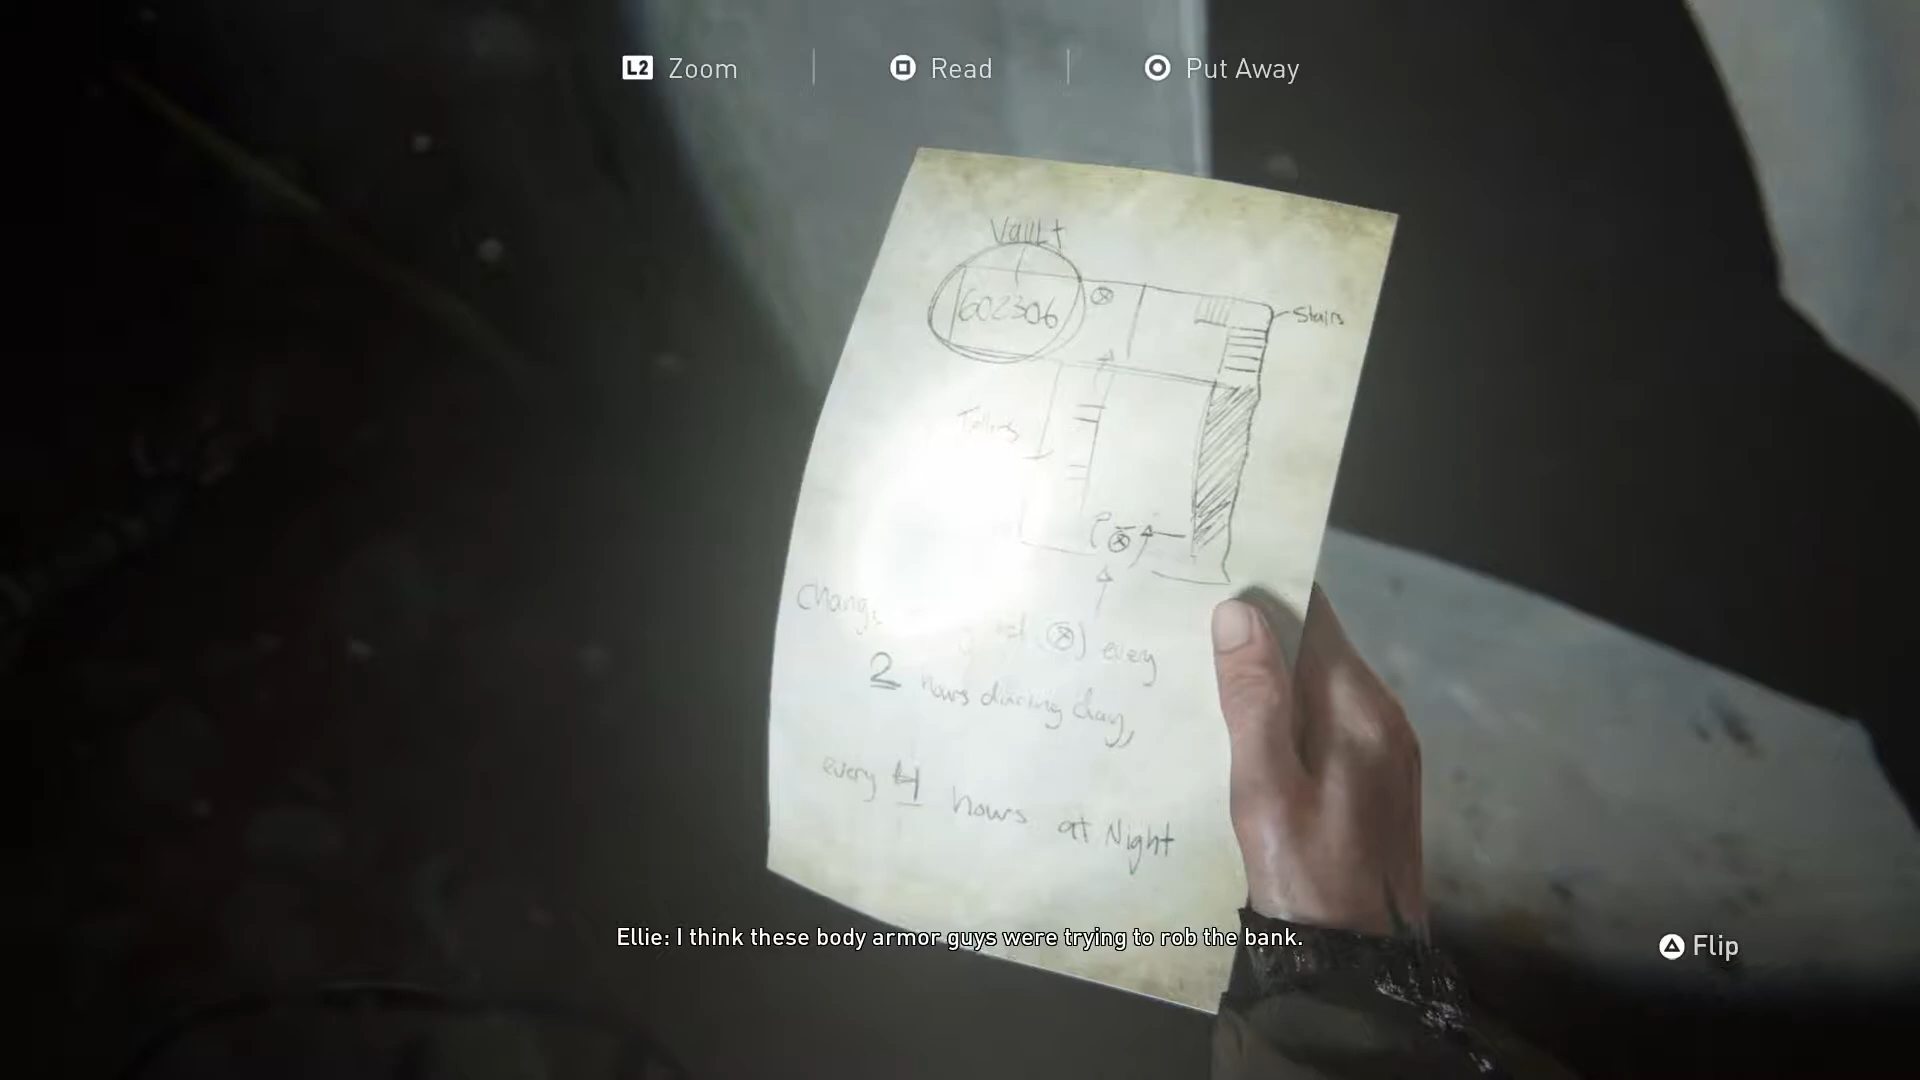 L2 Zoom
Read
Put Away
Vault
602306
Stairs
Tellers
every
2 hours during day,
every 4 hours at Night
Ellie: I think these body armor guys were trying to rob the bank.
Flip